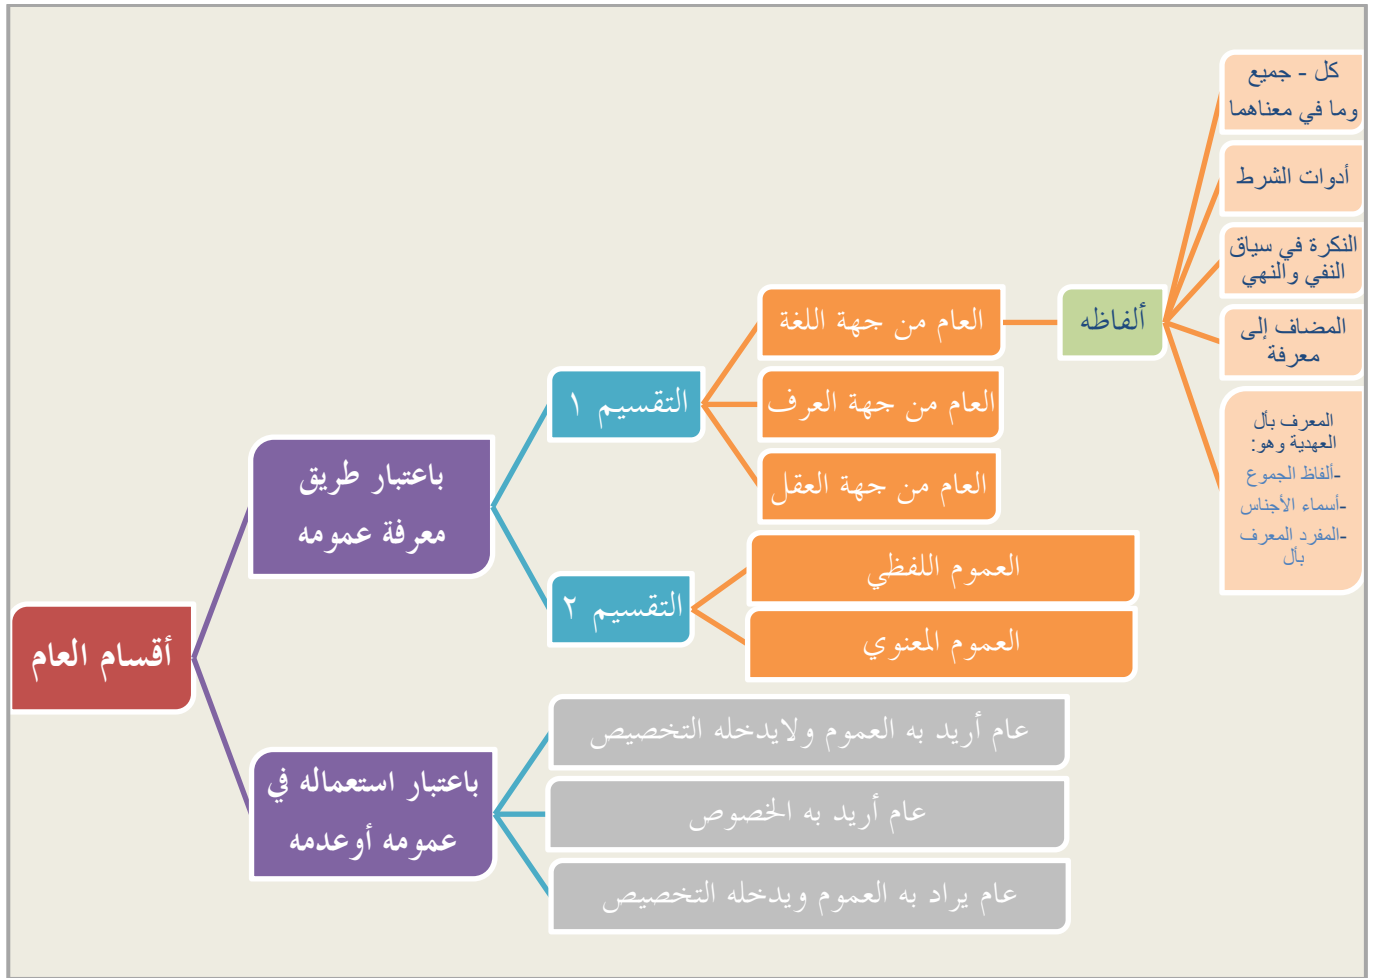 أقسام العام
باعتبار طريق
معرفة عمومه
التقسيم ١
العام من جهة اللغة
ألفاظه
كل - جميع
وما في معناهما
أدوات الشرط
النكرة في سياق
النفي والنهي
المضاف إلى
معرفة
المعرف بأل
العهدية وهو:
-ألفاظ الجموع
-أسماء الأجناس
-المفرد المعرف
بأل
العام من جهة العرف
العام من جهة العقل
التقسيم ٢
العموم اللفظي
العموم المعنوي
باعتبار استعماله في
عمومه أوعدمه
عام أريد به العموم ولايدخله التخصيص
عام أريد به الخصوص
عام يراد به العموم ويدخله التخصيص